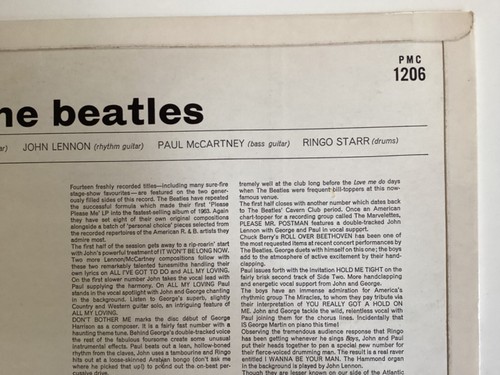 PMC
1206
he beatles
ar) JOHN LENNON (rhythm guitar) PAUL McCARTNEY (bass guitar) RINGO STARR (drums)
Fourteen freshly recorded titles—including many sure-fire
stage-show favourites—are featured on the two gener-
ously filled sides of this record. The Beatles have repeated
the successful formula which made their first 'Please
Please Me' LP into the fastest-selling album of 1963. Again
they have set eight of their own original compositions
alongside a batch of 'personal choice' pieces selected from
the recorded repertoires of the American R. & B. artists they
admire most.
The first half of the session gets away to a rip-roarin' start
with John's powerful treatment of IT WON'T BE LONG NOW.
Two more Lennon/McCartney compositions follow with
these two remarkably talented tunesmiths handling their
own lyrics on ALL I'VE GOT TO DO and ALL MY LOVING.
On the first slower number John takes the vocal lead with
Paul supplying the harmony. On ALL MY LOVING Paul
stands in the vocal spotlight with John and George chanting
in the background. Listen to George's superb, slightly
Country and Western guitar solo, an intriguing feature of
ALL MY LOVING.
DON'T BOTHER ME marks the disc début of George
Harrison as a composer. It is a fairly fast number with a
haunting theme tune. Behind George's double-tracked voice
the rest of the fabulous foursome create some unusual
instrumental effects. Paul beats out a lean, hollow-boned
rhythm from the claves, John uses a tambourine and Ringo
hits out at a loose-skinned Arabian bongo (don't ask me
where he picked that up!) to pound out the on-beat per-
cussive drive.
tremely well at the club long before the Love me do days
when The Beatles were frequent bill-toppers at this now-
famous venue.
The first half closes with another number which dates back
to The Beatles' Cavern Club period. Once an American
chart-topper for a recording group called The Marvelettes,
PLEASE MR. POSTMAN features a double-tracked John
Lennon with George and Paul in vocal support.
Chuck Berry's ROLL OVER BEETHOVEN has been one of
the most requested items at recent concert performances by
The Beatles. George duets with himself on this one; the boys
add to the atmosphere of active excitement by their hand-
clapping.
Paul issues forth with the invitation HOLD ME TIGHT on the
fairly brisk second track of Side Two. More handclapping
and energetic vocal support from John and George.
The boys have an immense admiration for America's
rhythmic group The Miracles, to whom they pay tribute via
their interpretation of YOU REALLY GOT A HOLD ON
ME. John and George tackle the wild, relentless vocal with
Paul joining them for the chorus lines. Incidentally that
IS George Martin on piano this time!
Observing the tremendous audience response that Ringo
has been getting whenever he sings Boys, John and Paul
put their heads together to pen a special new number for
their fierce-voiced drumming man. The result is a real raver
entitled I WANNA BE YOUR MAN. The Hammond organ
in the background is played by John Lennon.
Though they are lesser known on our side of the Atlantic